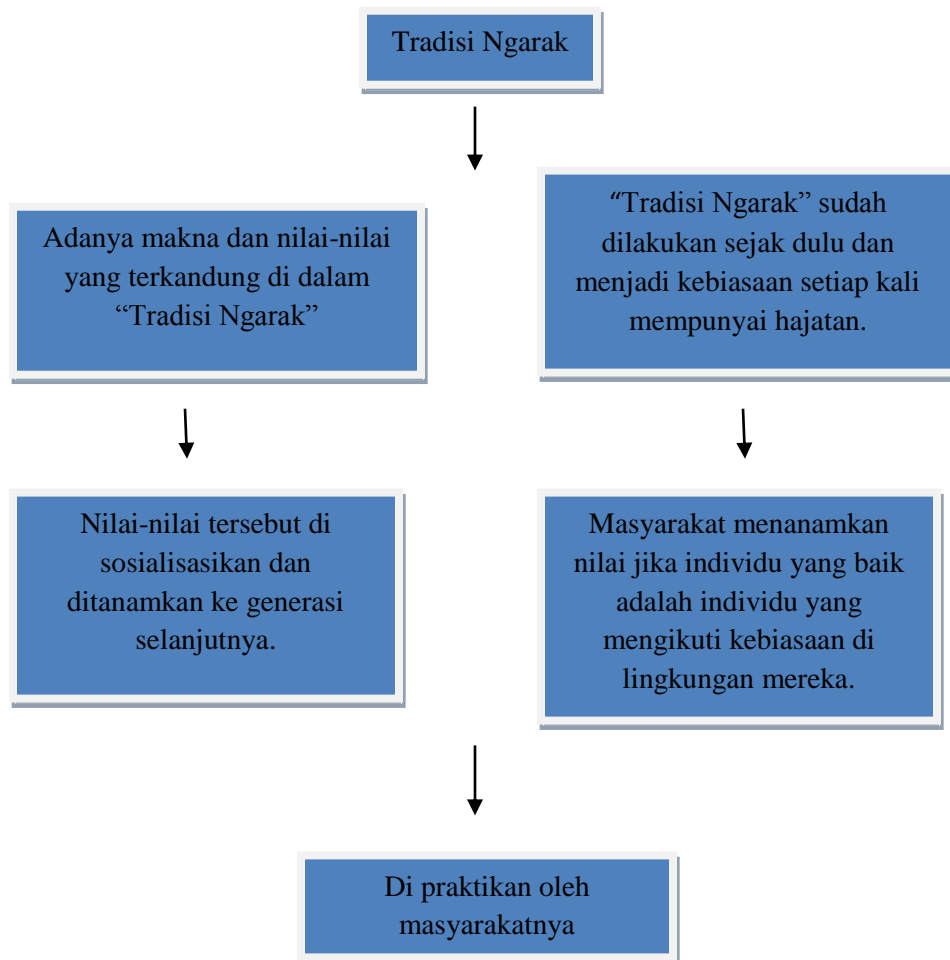 Tradisi Ngarak
Adanya makna dan nilai-nilai
yang terkandung di dalam
“Tradisi Ngarak”
“Tradisi Ngarak” sudah
dilakukan sejak dulu dan
menjadi kebiasaan setiap kali
mempunyai hajatan.
Nilai-nilai tersebut di
sosialisasikan dan
ditanamkan ke generasi
selanjutnya.
Masyarakat menanamkan
nilai jika individu yang baik
adalah individu yang
mengikuti kebiasaan di
lingkungan mereka.
Di praktikan oleh
masyarakatnya